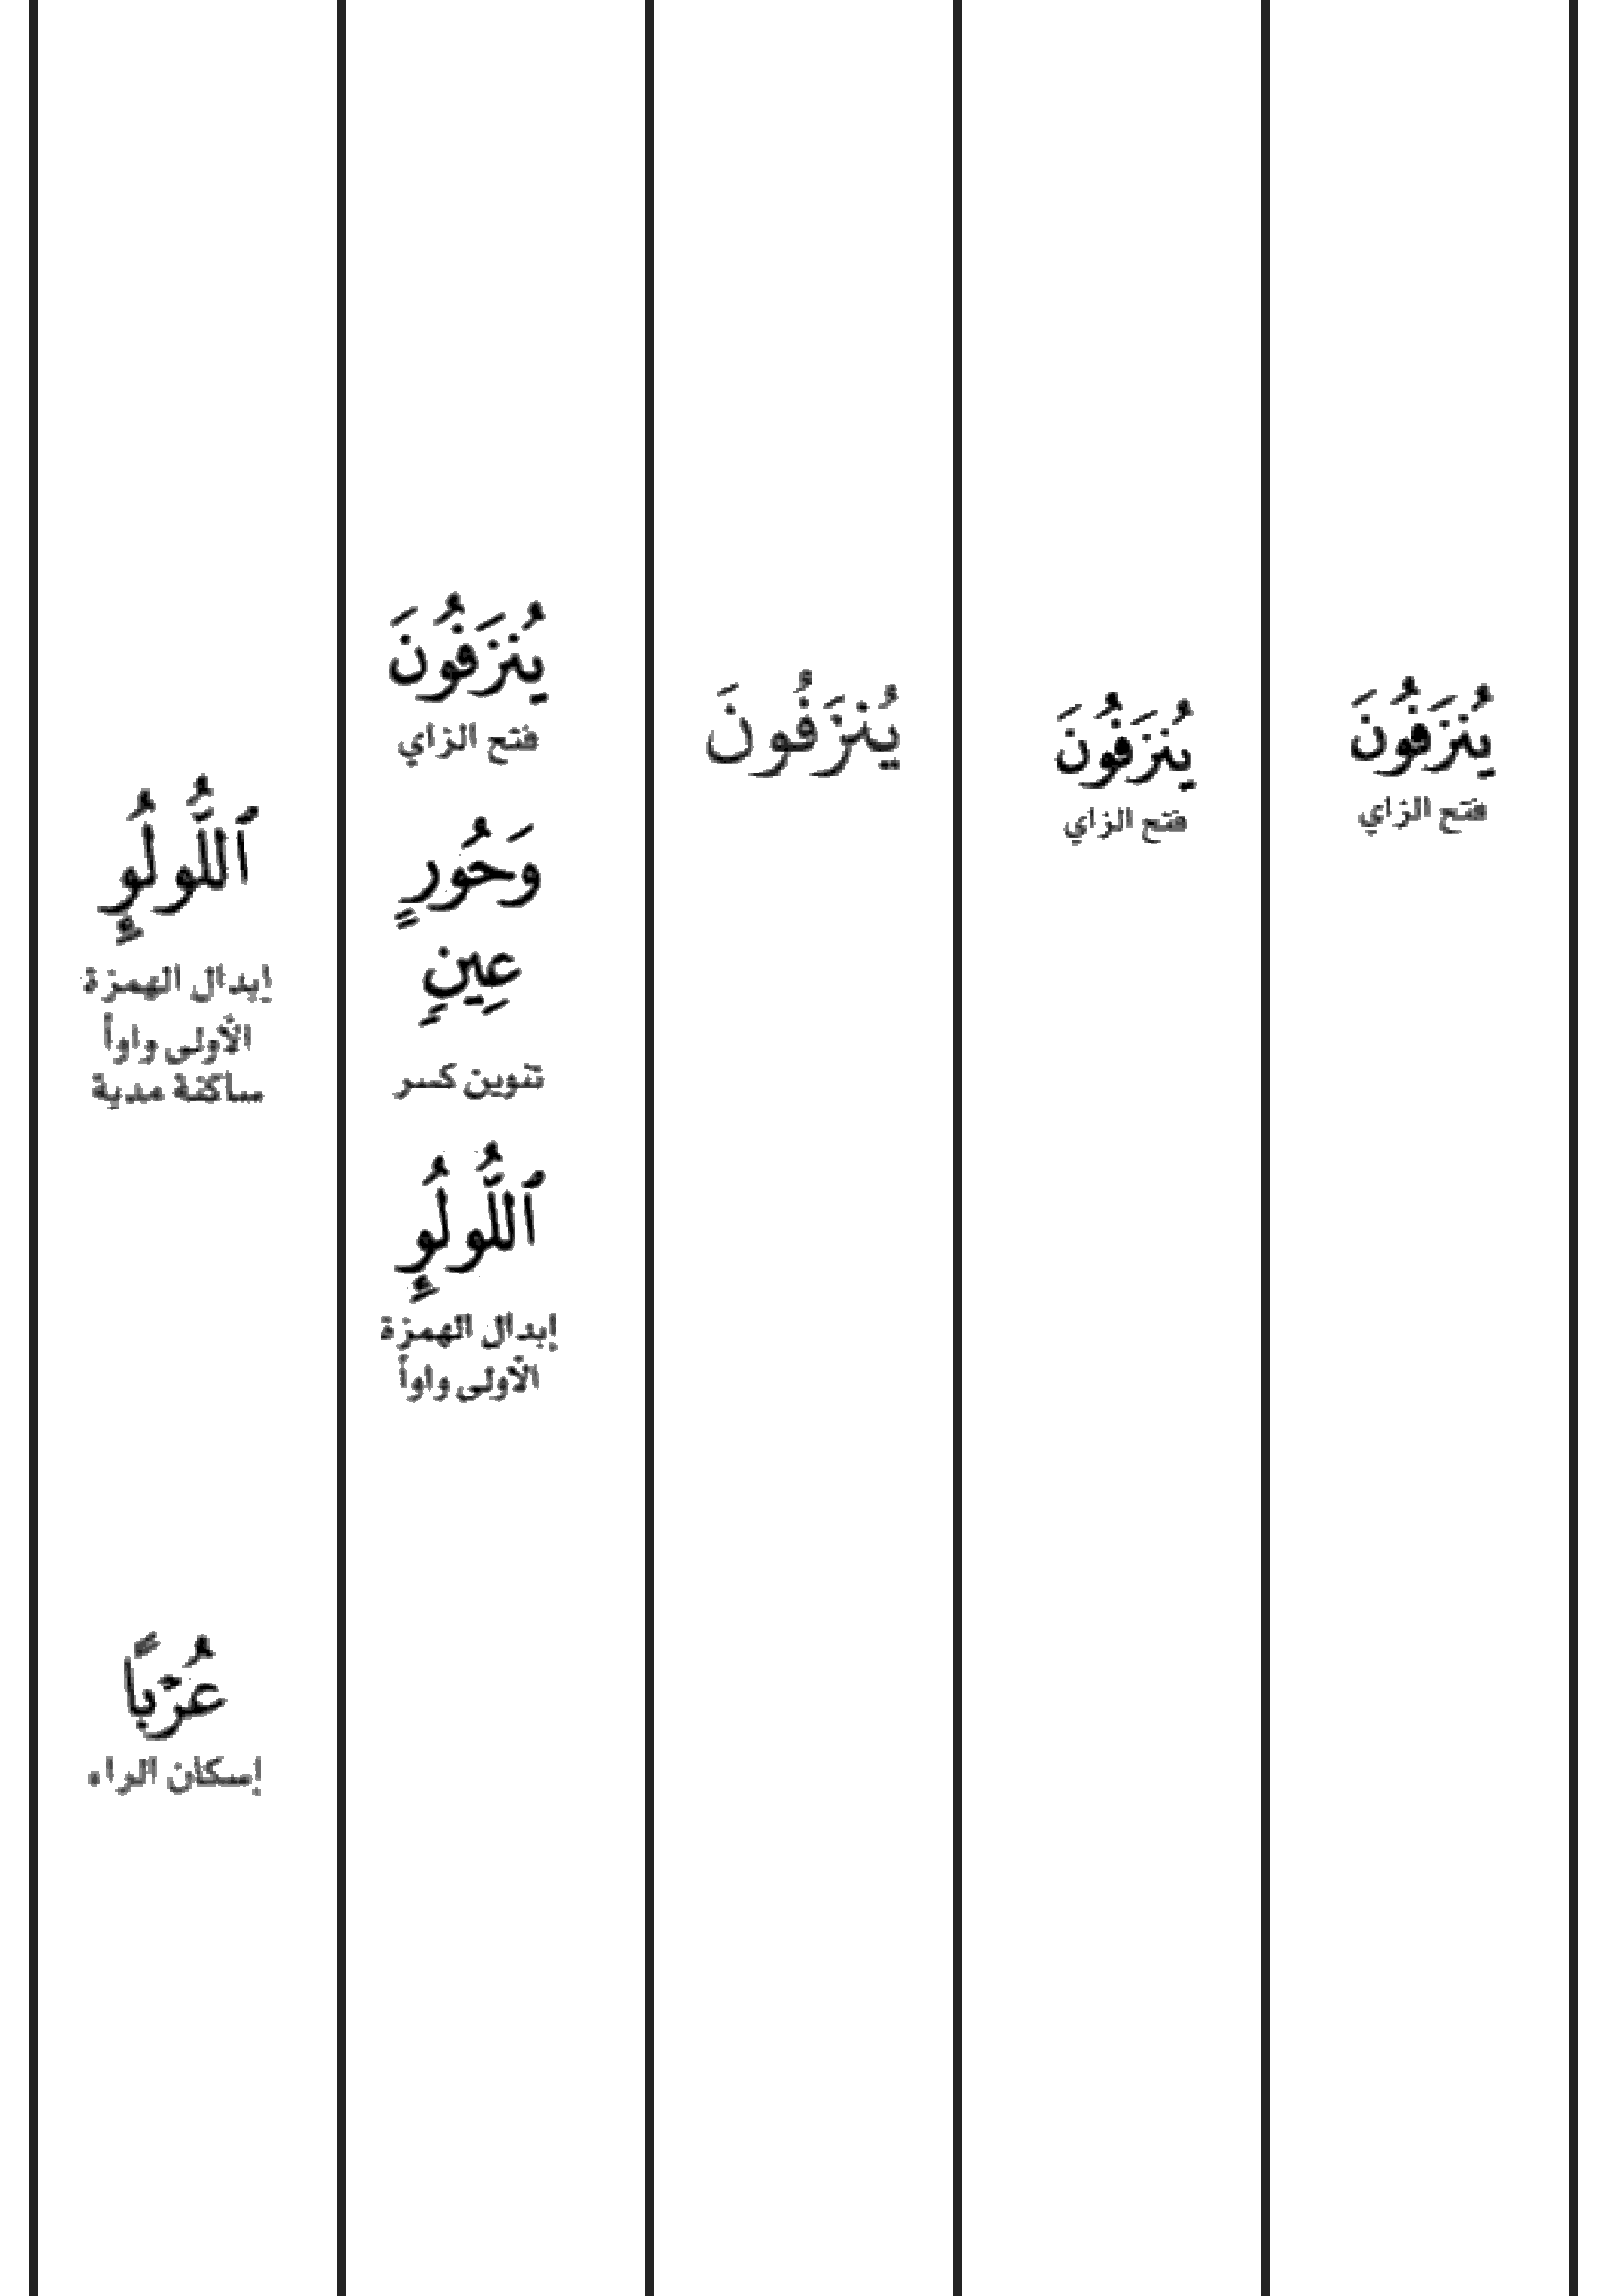 يُنزَفُونَ
فتح الزاي
يُنزَفُونَ
فتح الزاي
يُنزَفُونَ
يُنزَفُونَ
فتح الزاي
وَحُورٍ
عِينٍ
تنوين كسر
ٱللُّولُوِٕ
إبدال الهمزة
الأولى واواً
ٱللُّولُوِٕ
إبدال الهمزة
الأولى واواً
ساكنة مدية
عُرْبًا
إسكان الراء